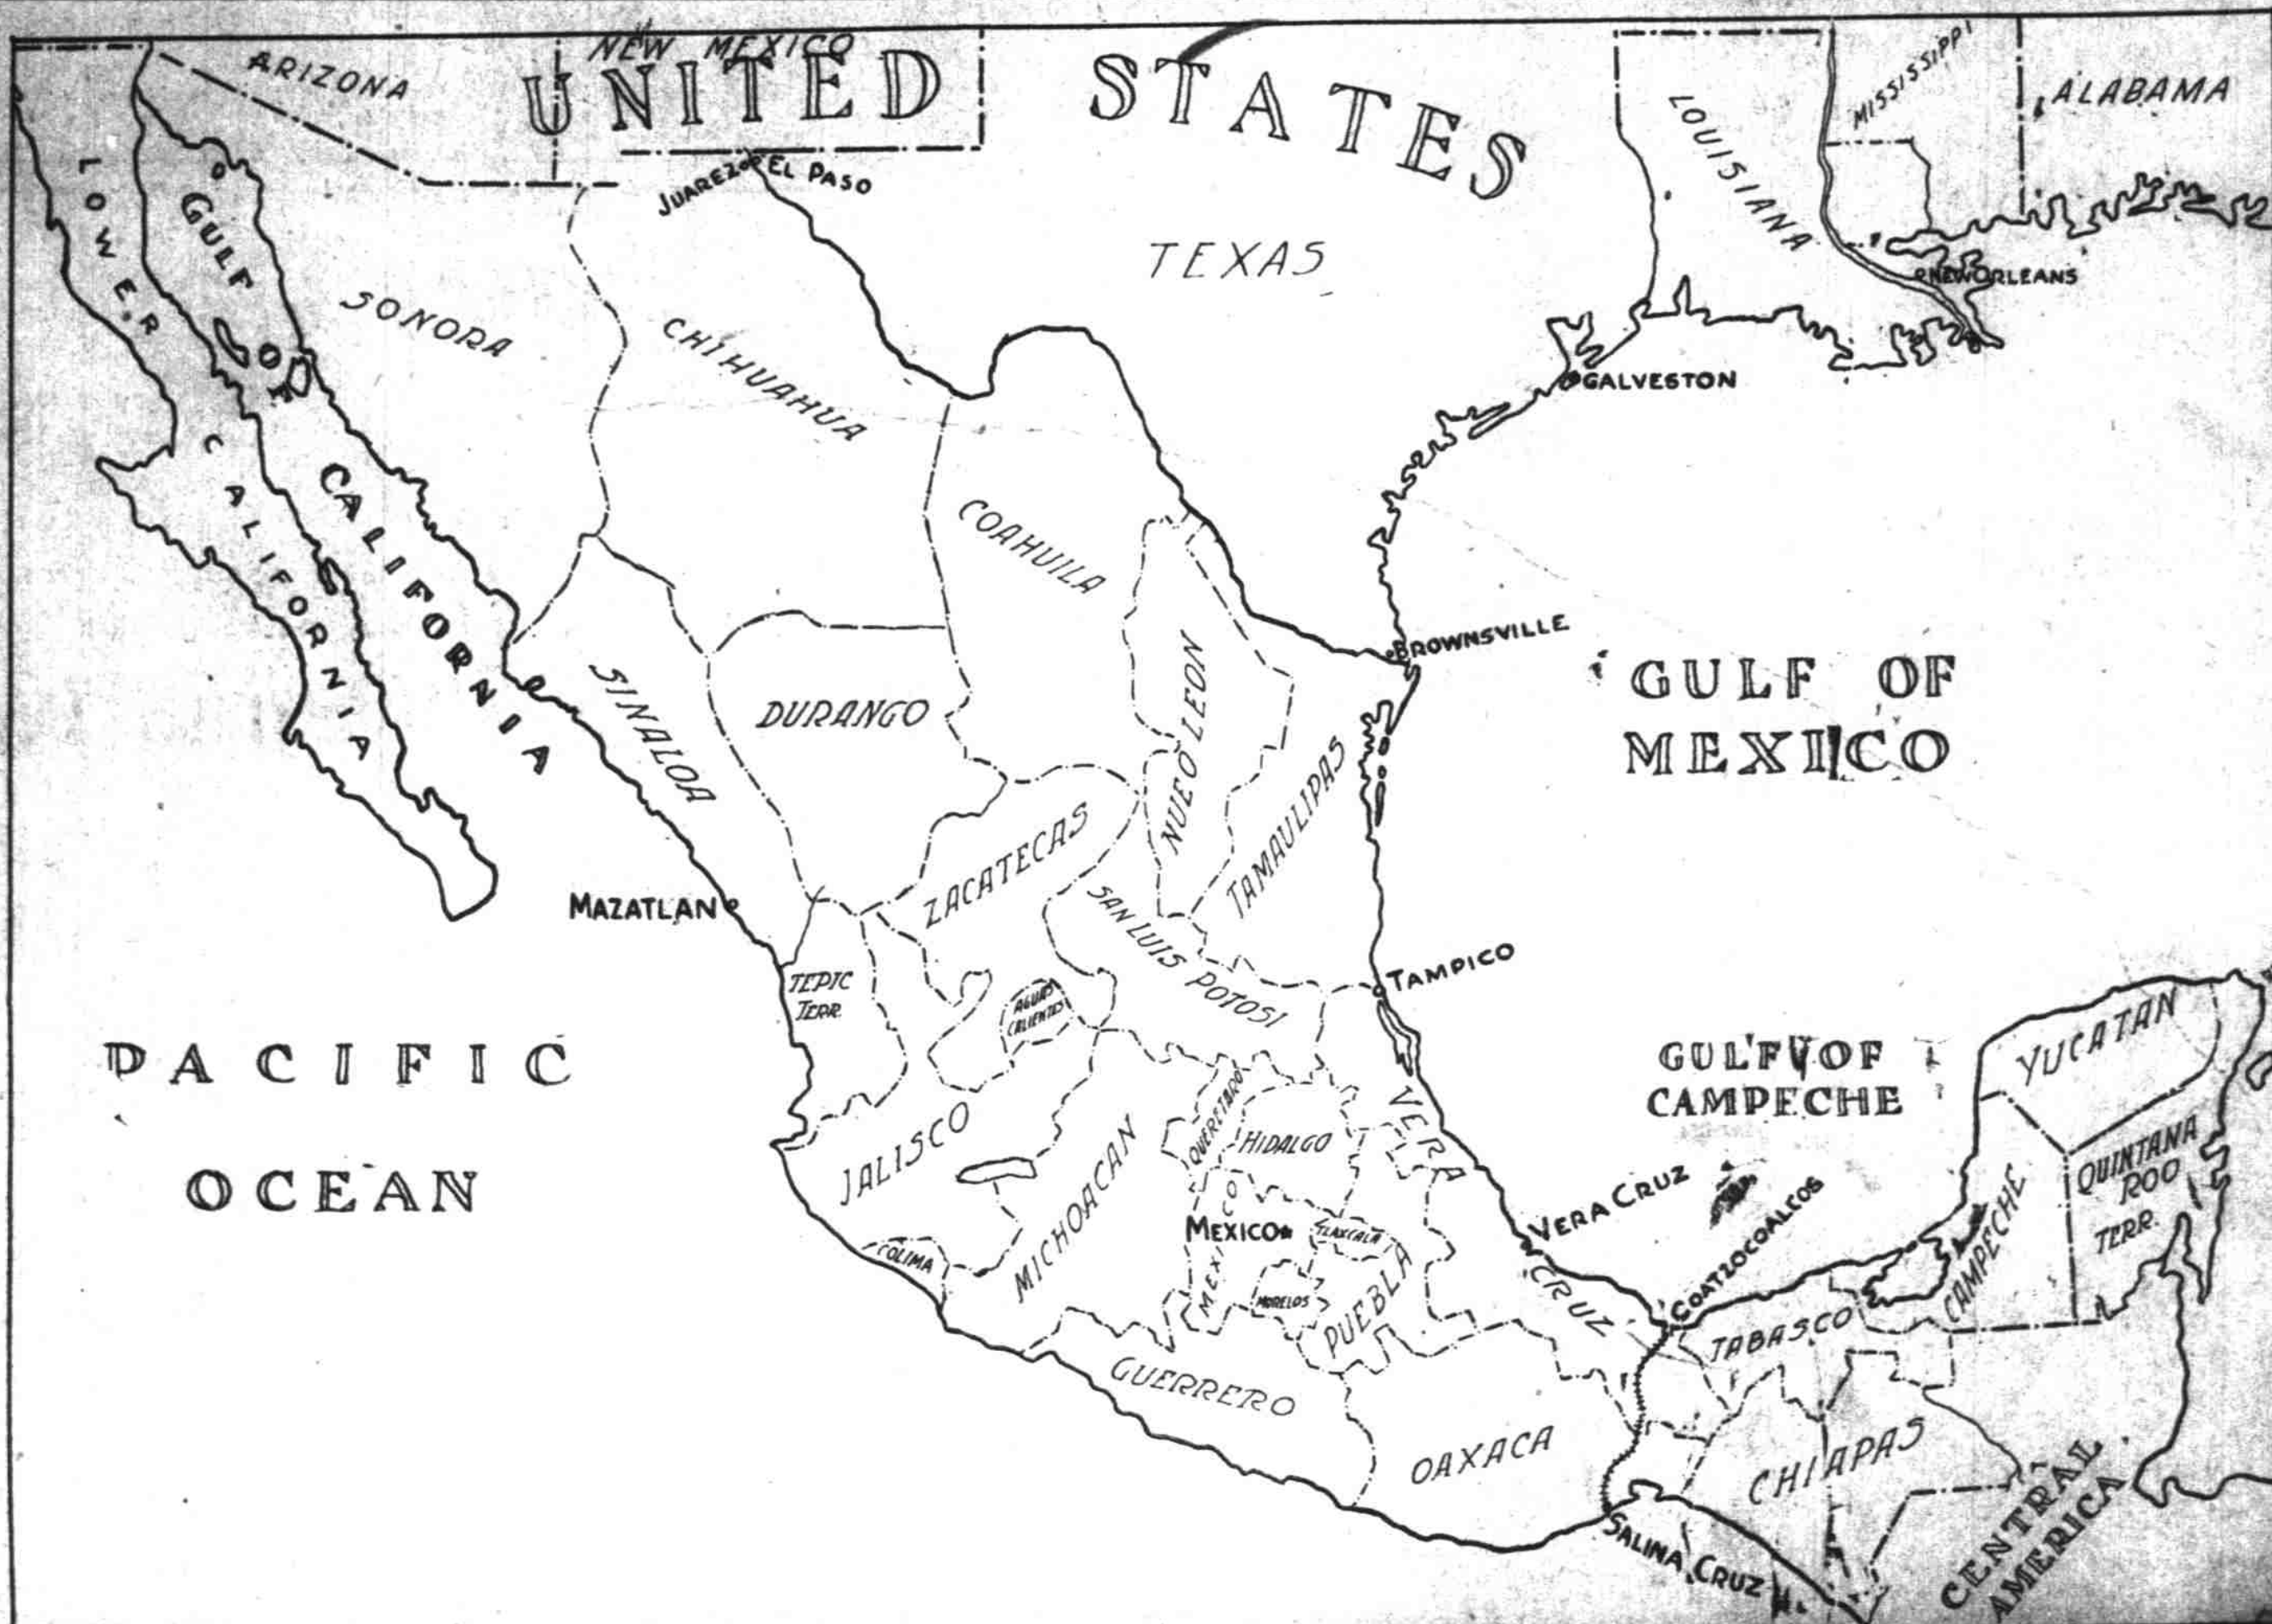 ARIZONA
NEW MEXICO
UNITED STATES
MISSISSIPPI
ALABAMA
LOUISIANA
JUAREZ
EL PASO
TEXAS
NEW ORLEANS
GALVESTON
LOWER CALIFORNIA
GULF OF CALIFORNIA
SONORA
CHIHUAHUA
COAHUILA
BROWNSVILLE
GULF OF
MEXICO
SINALOA
DURANGO
NUEO LEON
TAMAULIPAS
ZACATECAS
MAZATLAN
SAN LUIS POTOSI
TAMPICO
TEPIC
TERR.
AGUAS
CALIENTES
PACIFIC
OCEAN
GULF OF
CAMPECHE
YUCATAN
QUINTANA
ROO
TERR.
CAMPECHE
JALISCO
QUERETARO
HIDALGO
VERA CRUZ
MICHOACAN
MEXICO
MEXICO
TLAXCALA
VERA CRUZ
COATZOCOALCOS
COLIMA
MORELOS
PUEBLA
TABASCO
GUERRERO
OAXACA
CHIAPAS
SALINA CRUZ
CENTRAL
AMERICA